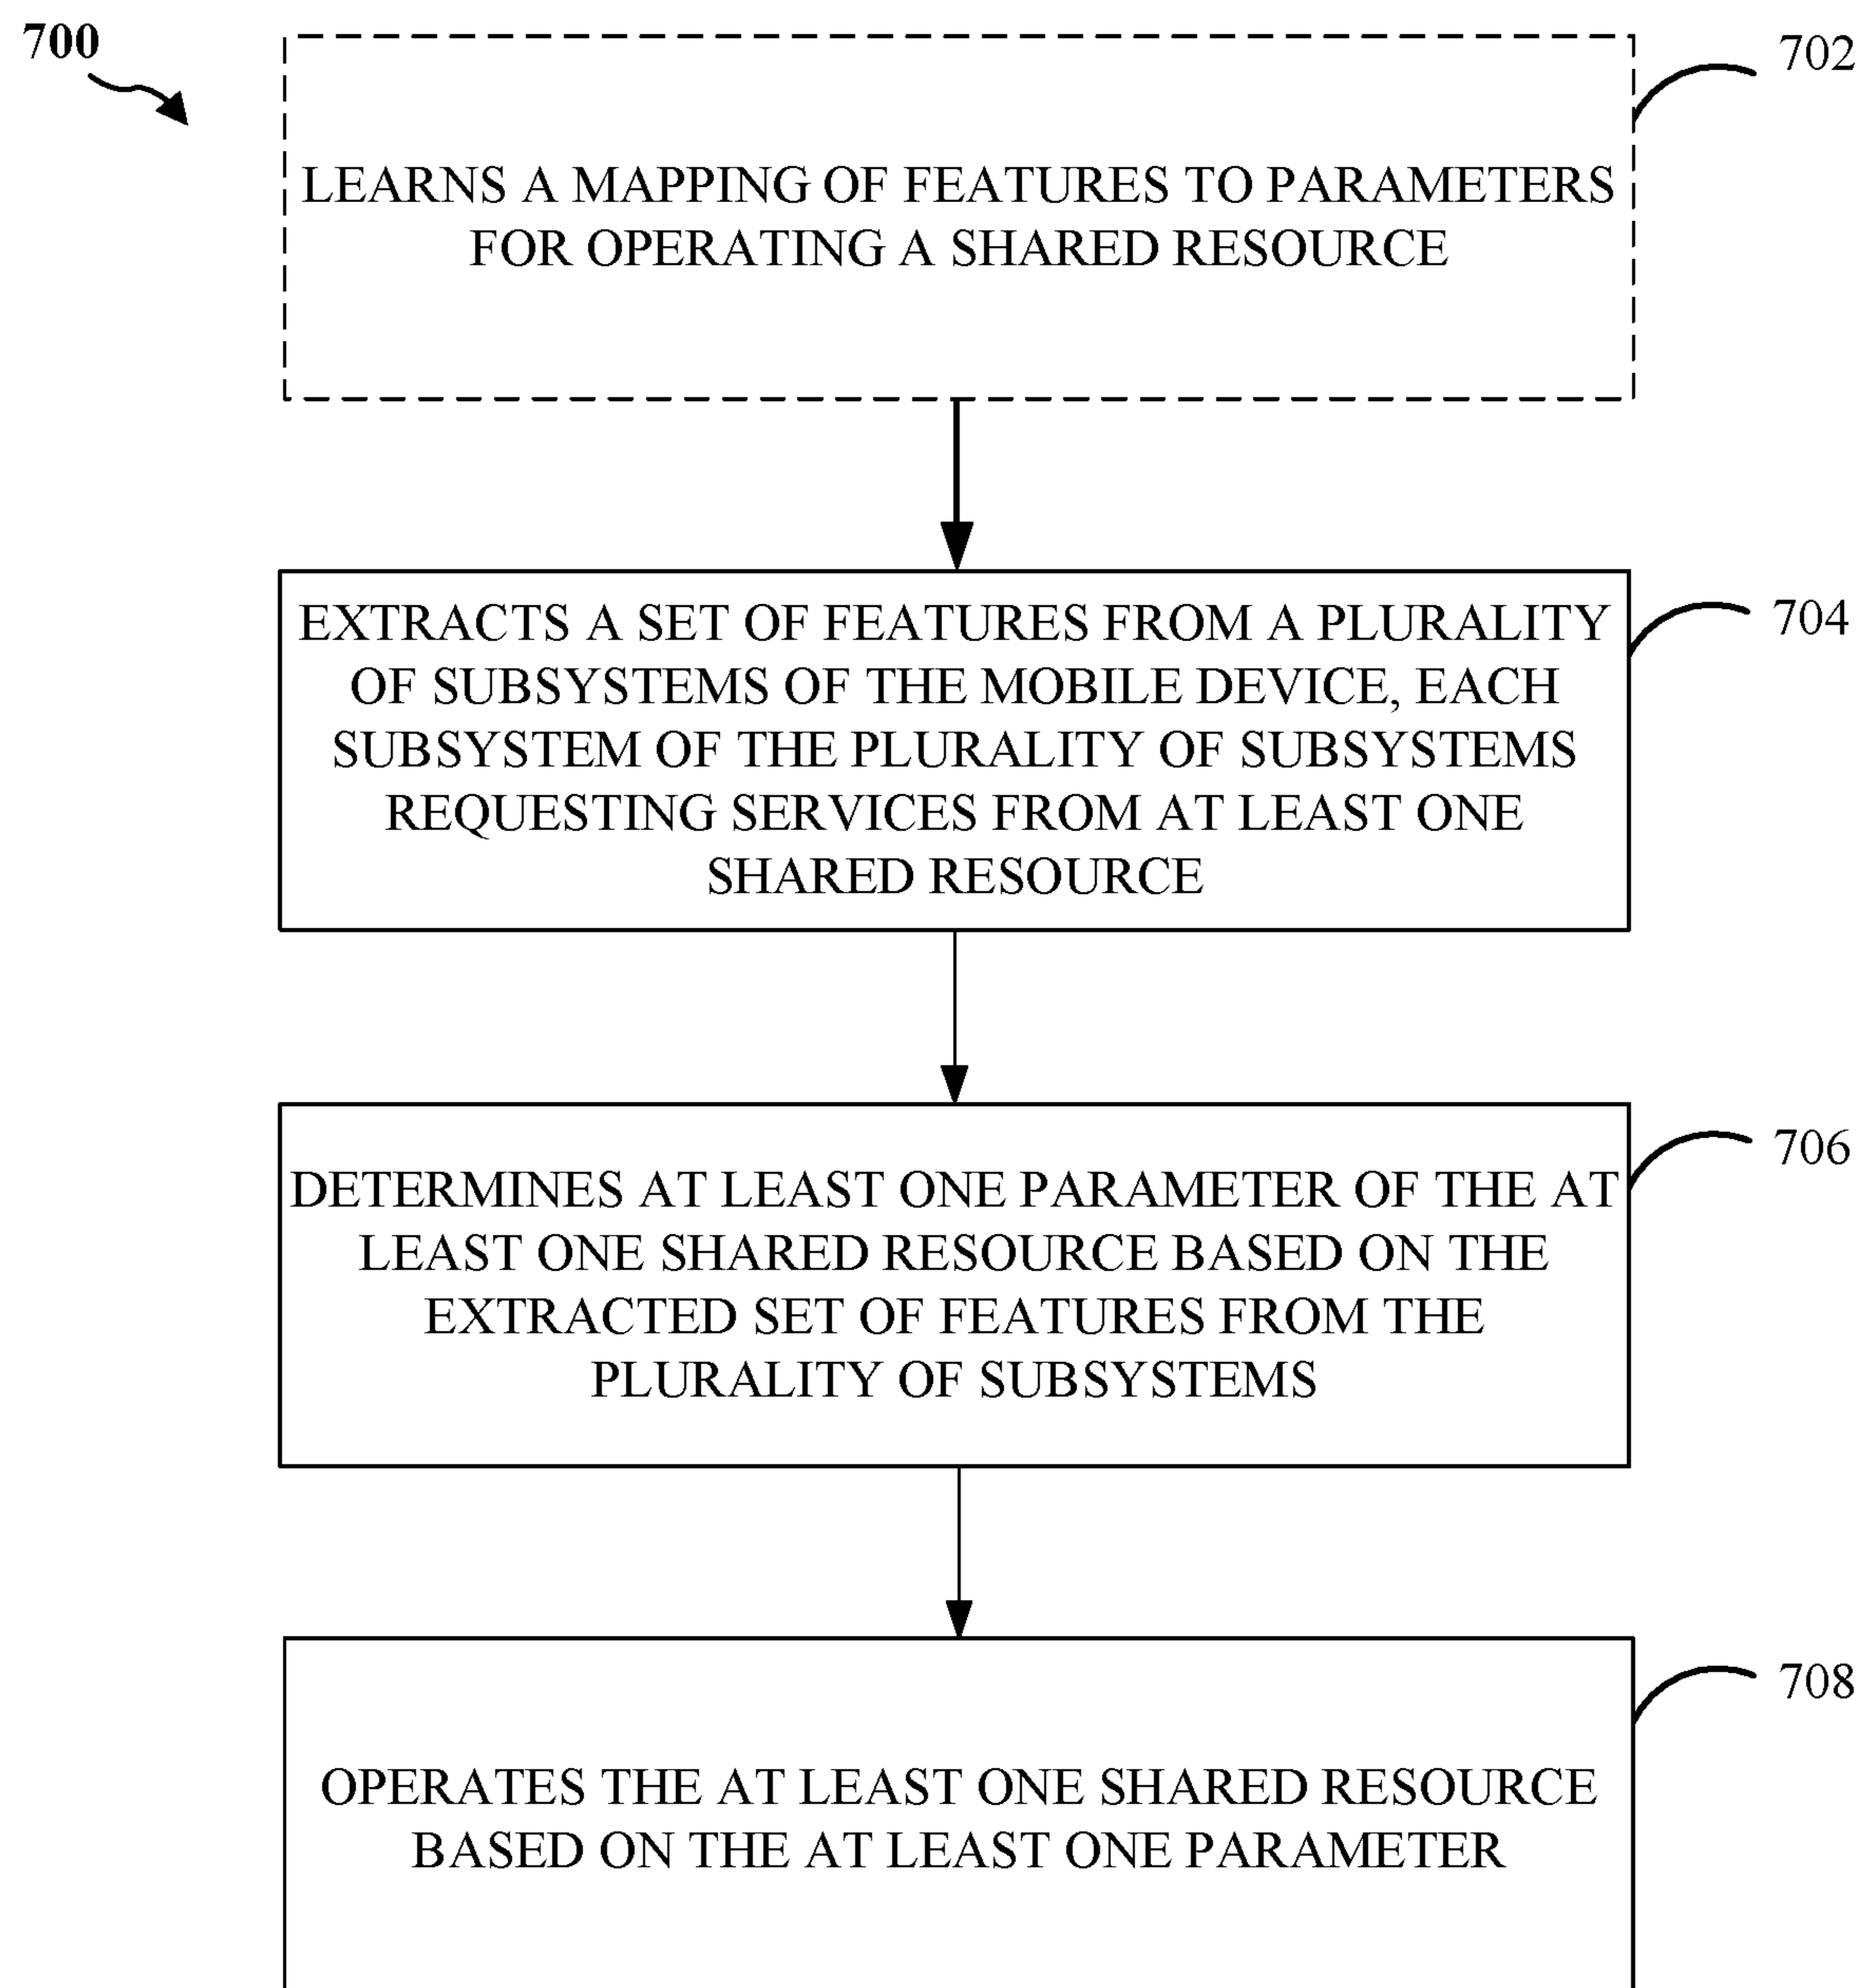 700
702
LEARNS A MAPPING OF FEATURES TO PARAMETERS
FOR OPERATING A SHARED RESOURCE
EXTRACTS A SET OF FEATURES FROM A PLURALITY
OF SUBSYSTEMS OF THE MOBILE DEVICE, EACH
SUBSYSTEM OF THE PLURALITY OF SUBSYSTEMS
REQUESTING SERVICES FROM AT LEAST ONE
SHARED RESOURCE
704
DETERMINES AT LEAST ONE PARAMETER OF THE AT
LEAST ONE SHARED RESOURCE BASED ON THE
EXTRACTED SET OF FEATURES FROM THE
PLURALITY OF SUBSYSTEMS
706
OPERATES THE AT LEAST ONE SHARED RESOURCE
BASED ON THE AT LEAST ONE PARAMETER
708